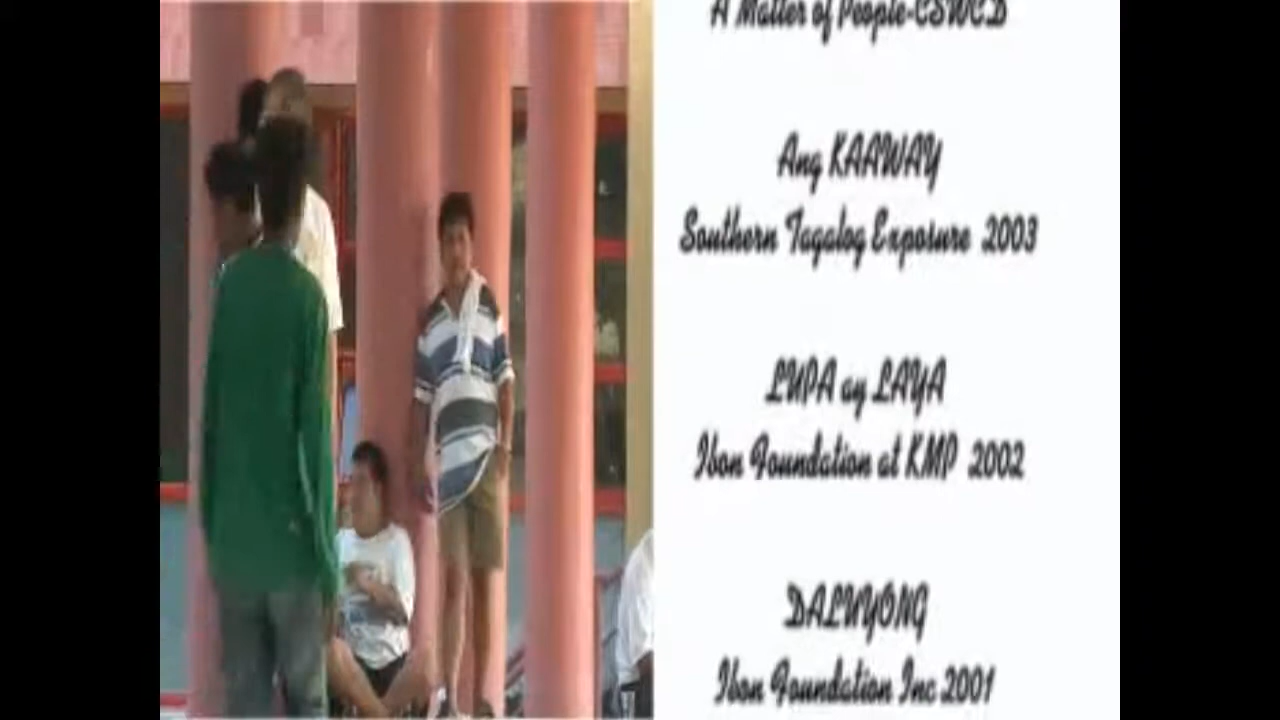 A Matter of People-CSWCD
Ang KAAWAY
Southern Tagalog Exposure 2003
LUPA ay LAYA
Ibon Foundation at KMP 2002
DALUYONG
Ibon Foundation Inc 2001